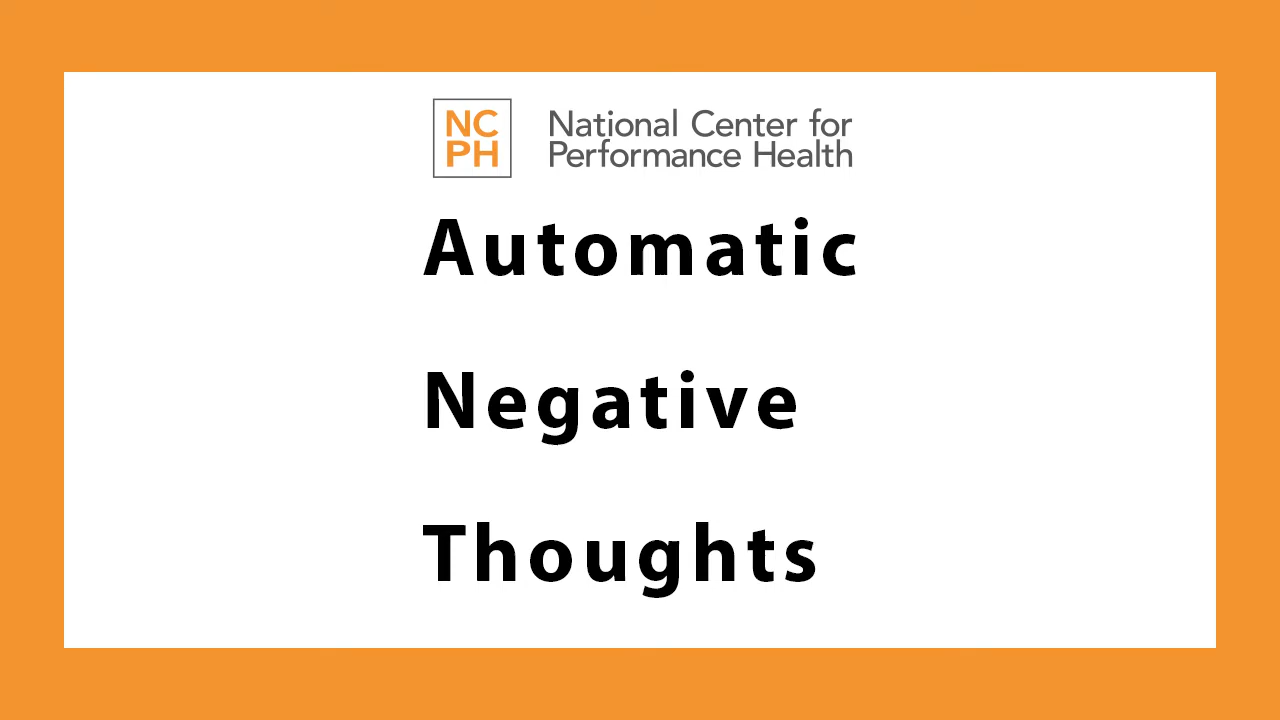 NC
PH
National Center for
Performance Health
Automatic
Negative
Thoughts